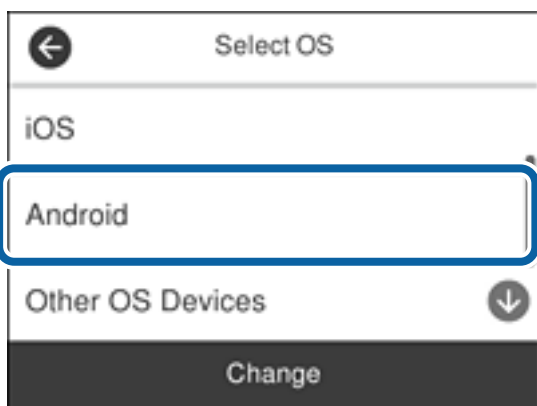 Select OS
iOS
Android
Other OS Devices
Change